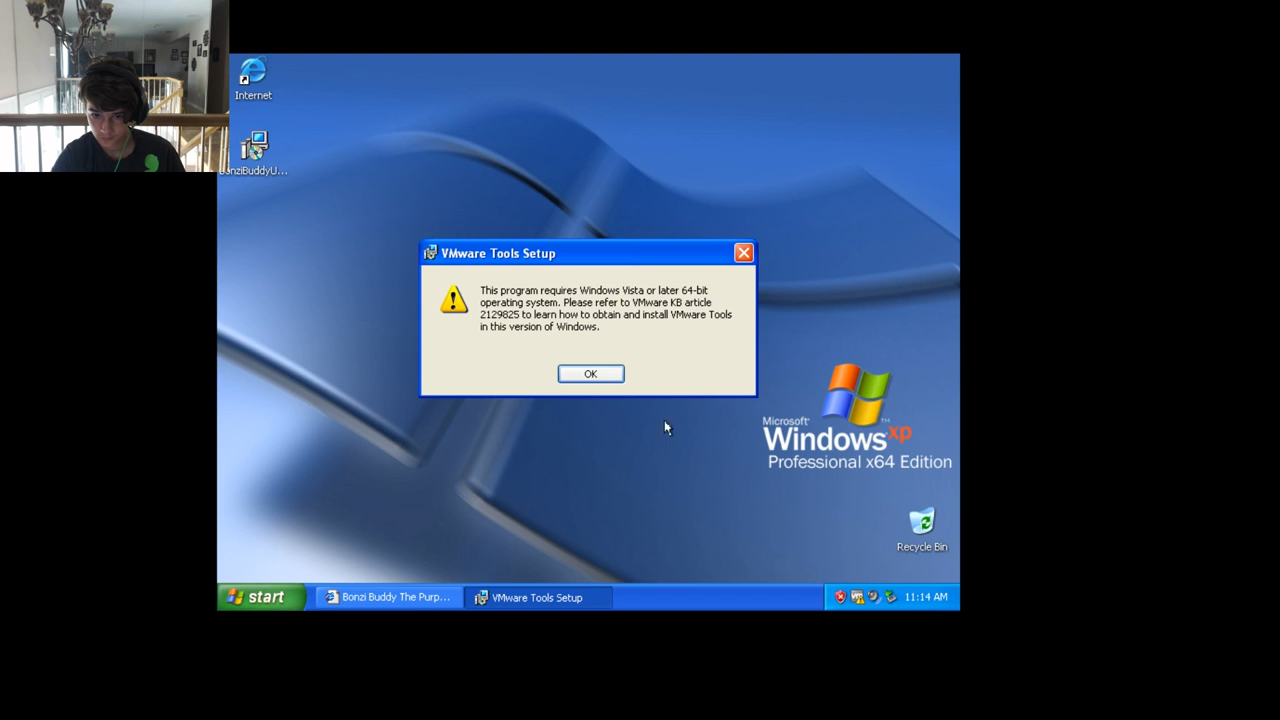 Internet
BonziBuddyU...
VMware Tools Setup
This program requires Windows Vista or later 64-bit
operating system. Please refer to VMware KB article
2129825 to learn how to obtain and install VMware Tools
in this version of Windows.
OK
Microsoft®
Windows xp™
Professional x64 Edition
Recycle Bin
start
Bonzi Buddy The Purp...
VMware Tools Setup
11:14 AM